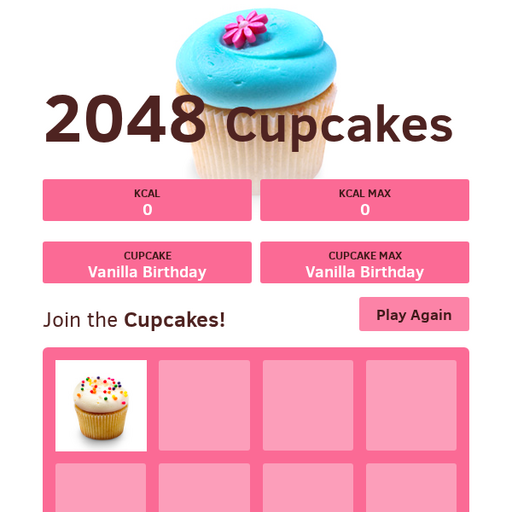 2048 Cupcakes
KCAL
0
KCAL MAX
0
CUPCAKE
Vanilla Birthday
CUPCAKE MAX
Vanilla Birthday
Join the Cupcakes!
Play Again